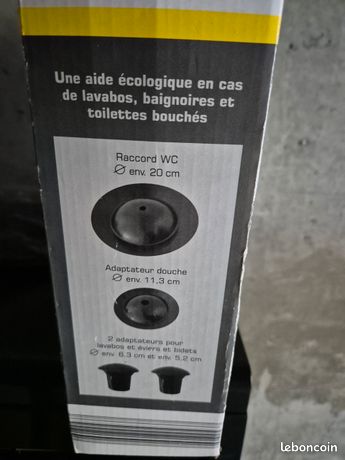 Une aide écologique en cas
de lavabos, baignoires et
toilettes bouchés
Raccord WC
Ø env. 20 cm
Adaptateur douche
Ø env. 11,3 cm
2 adaptateurs pour
lavabos et éviers et bidets
Ø env. 6,3 cm et env. 5,2 cm
leboncoin